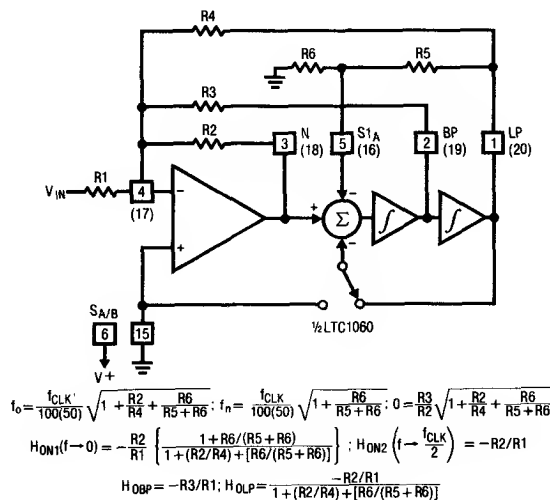 R4
R6
R5
R3
R2
N
3
(18)
S1A
5
(16)
BP
2
(19)
LP
1
(20)
R1
VIN
4
(17)
−
+
+
Σ
−
−
∫
∫
SA/B
6
V+
15
½ LTC1060
fo = fCLK'/100(50) √(1 + R2/R4 + R6/(R5+R6)); fn = fCLK/100(50) √(1 + R6/(R5+R6)); 0 = R3/R2 √(1 + R2/R4 + R6/(R5+R6))
HON1(f→0) = −R2/R1 {1+R6/(R5+R6) / 1+(R2/R4)+[R6/(R5+R6)]}; HON2 (f→ fCLK/2) = −R2/R1
HOBP = −R3/R1; HOLP = −R2/R1 / 1+(R2/R4)+[R6/(R5+R6)]